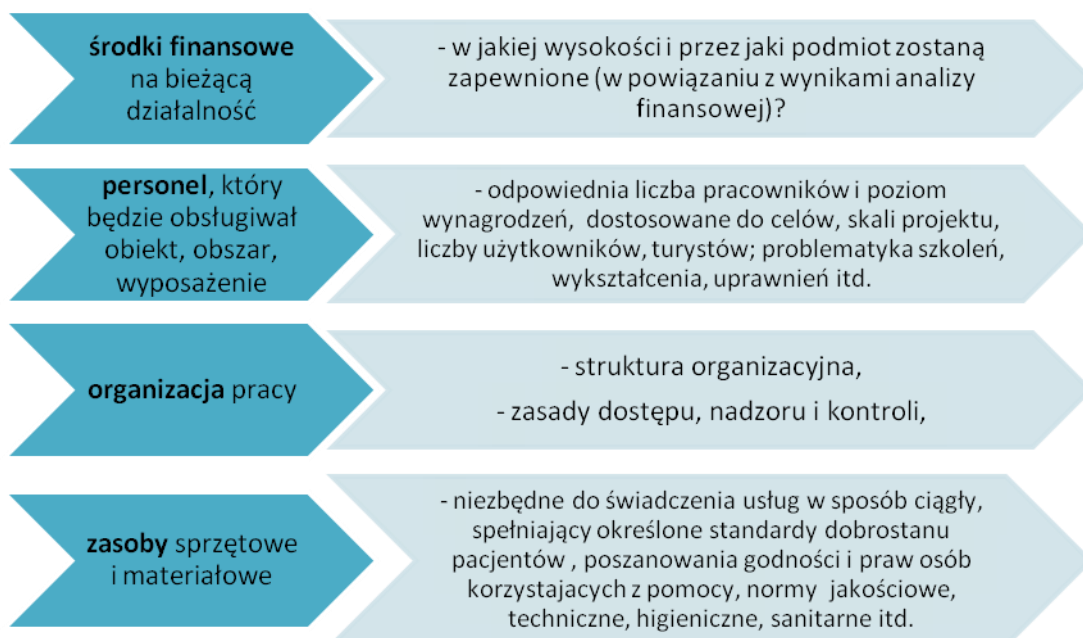 środki finansowe
na bieżącą
działalność
- w jakiej wysokości i przez jaki podmiot zostaną
zapewnione (w powiązaniu z wynikami analizy
finansowej)?
personel, który
będzie obsługiwał
obiekt, obszar,
wyposażenie
- odpowiednia liczba pracowników i poziom
wynagrodzeń, dostosowane do celów, skali projektu,
liczby użytkowników, turystów; problematyka szkoleń,
wykształcenia, uprawnień itd.
organizacja pracy
- struktura organizacyjna,
- zasady dostępu, nadzoru i kontroli,
zasoby sprzętowe
i materiałowe
- niezbędne do świadczenia usług w sposób ciągły,
spełniający określone standardy dobrostanu
pacjentów , poszanowania godności i praw osób
korzystajacych z pomocy, normy jakościowe,
techniczne, higieniczne, sanitarne itd.